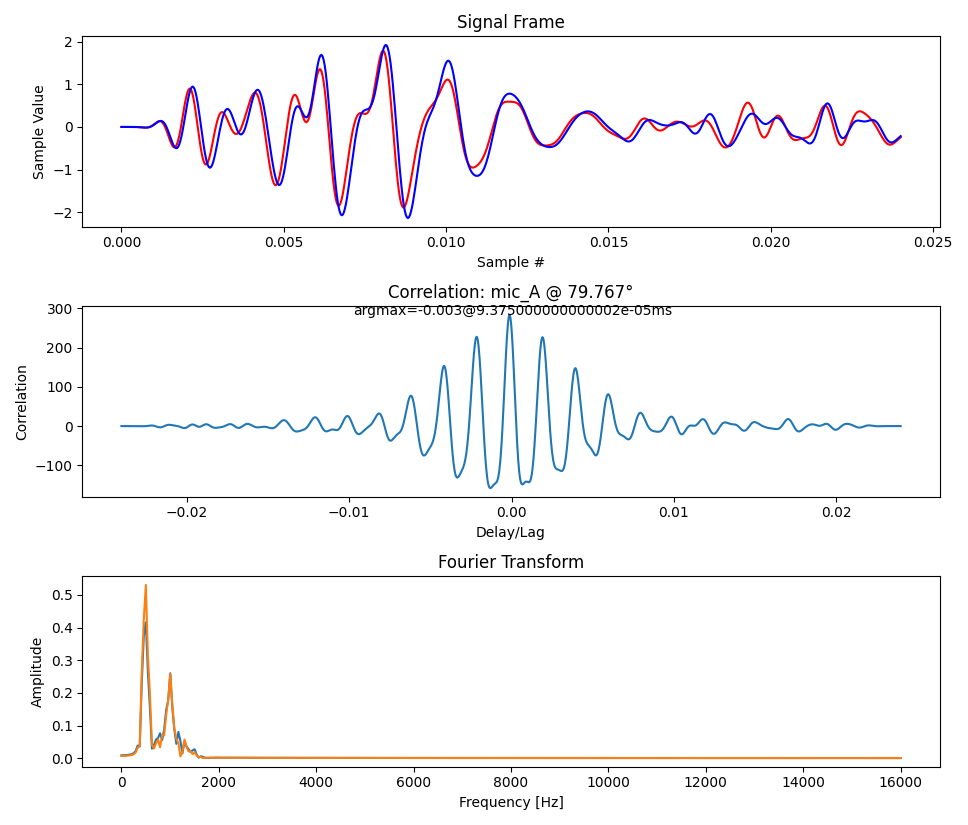 Signal Frame
2
1
0
−1
−2
Sample Value
0.000 0.005 0.010 0.015 0.020 0.025
Sample #
Correlation: mic_A @ 79.767°
argmax=-0.003@9.375000000000002e-05ms
300
200
100
0
−100
Correlation
−0.02 −0.01 0.00 0.01 0.02
Delay/Lag
Fourier Transform
0.5
0.4
0.3
0.2
0.1
0.0
Amplitude
0 2000 4000 6000 8000 10000 12000 14000 16000
Frequency [Hz]